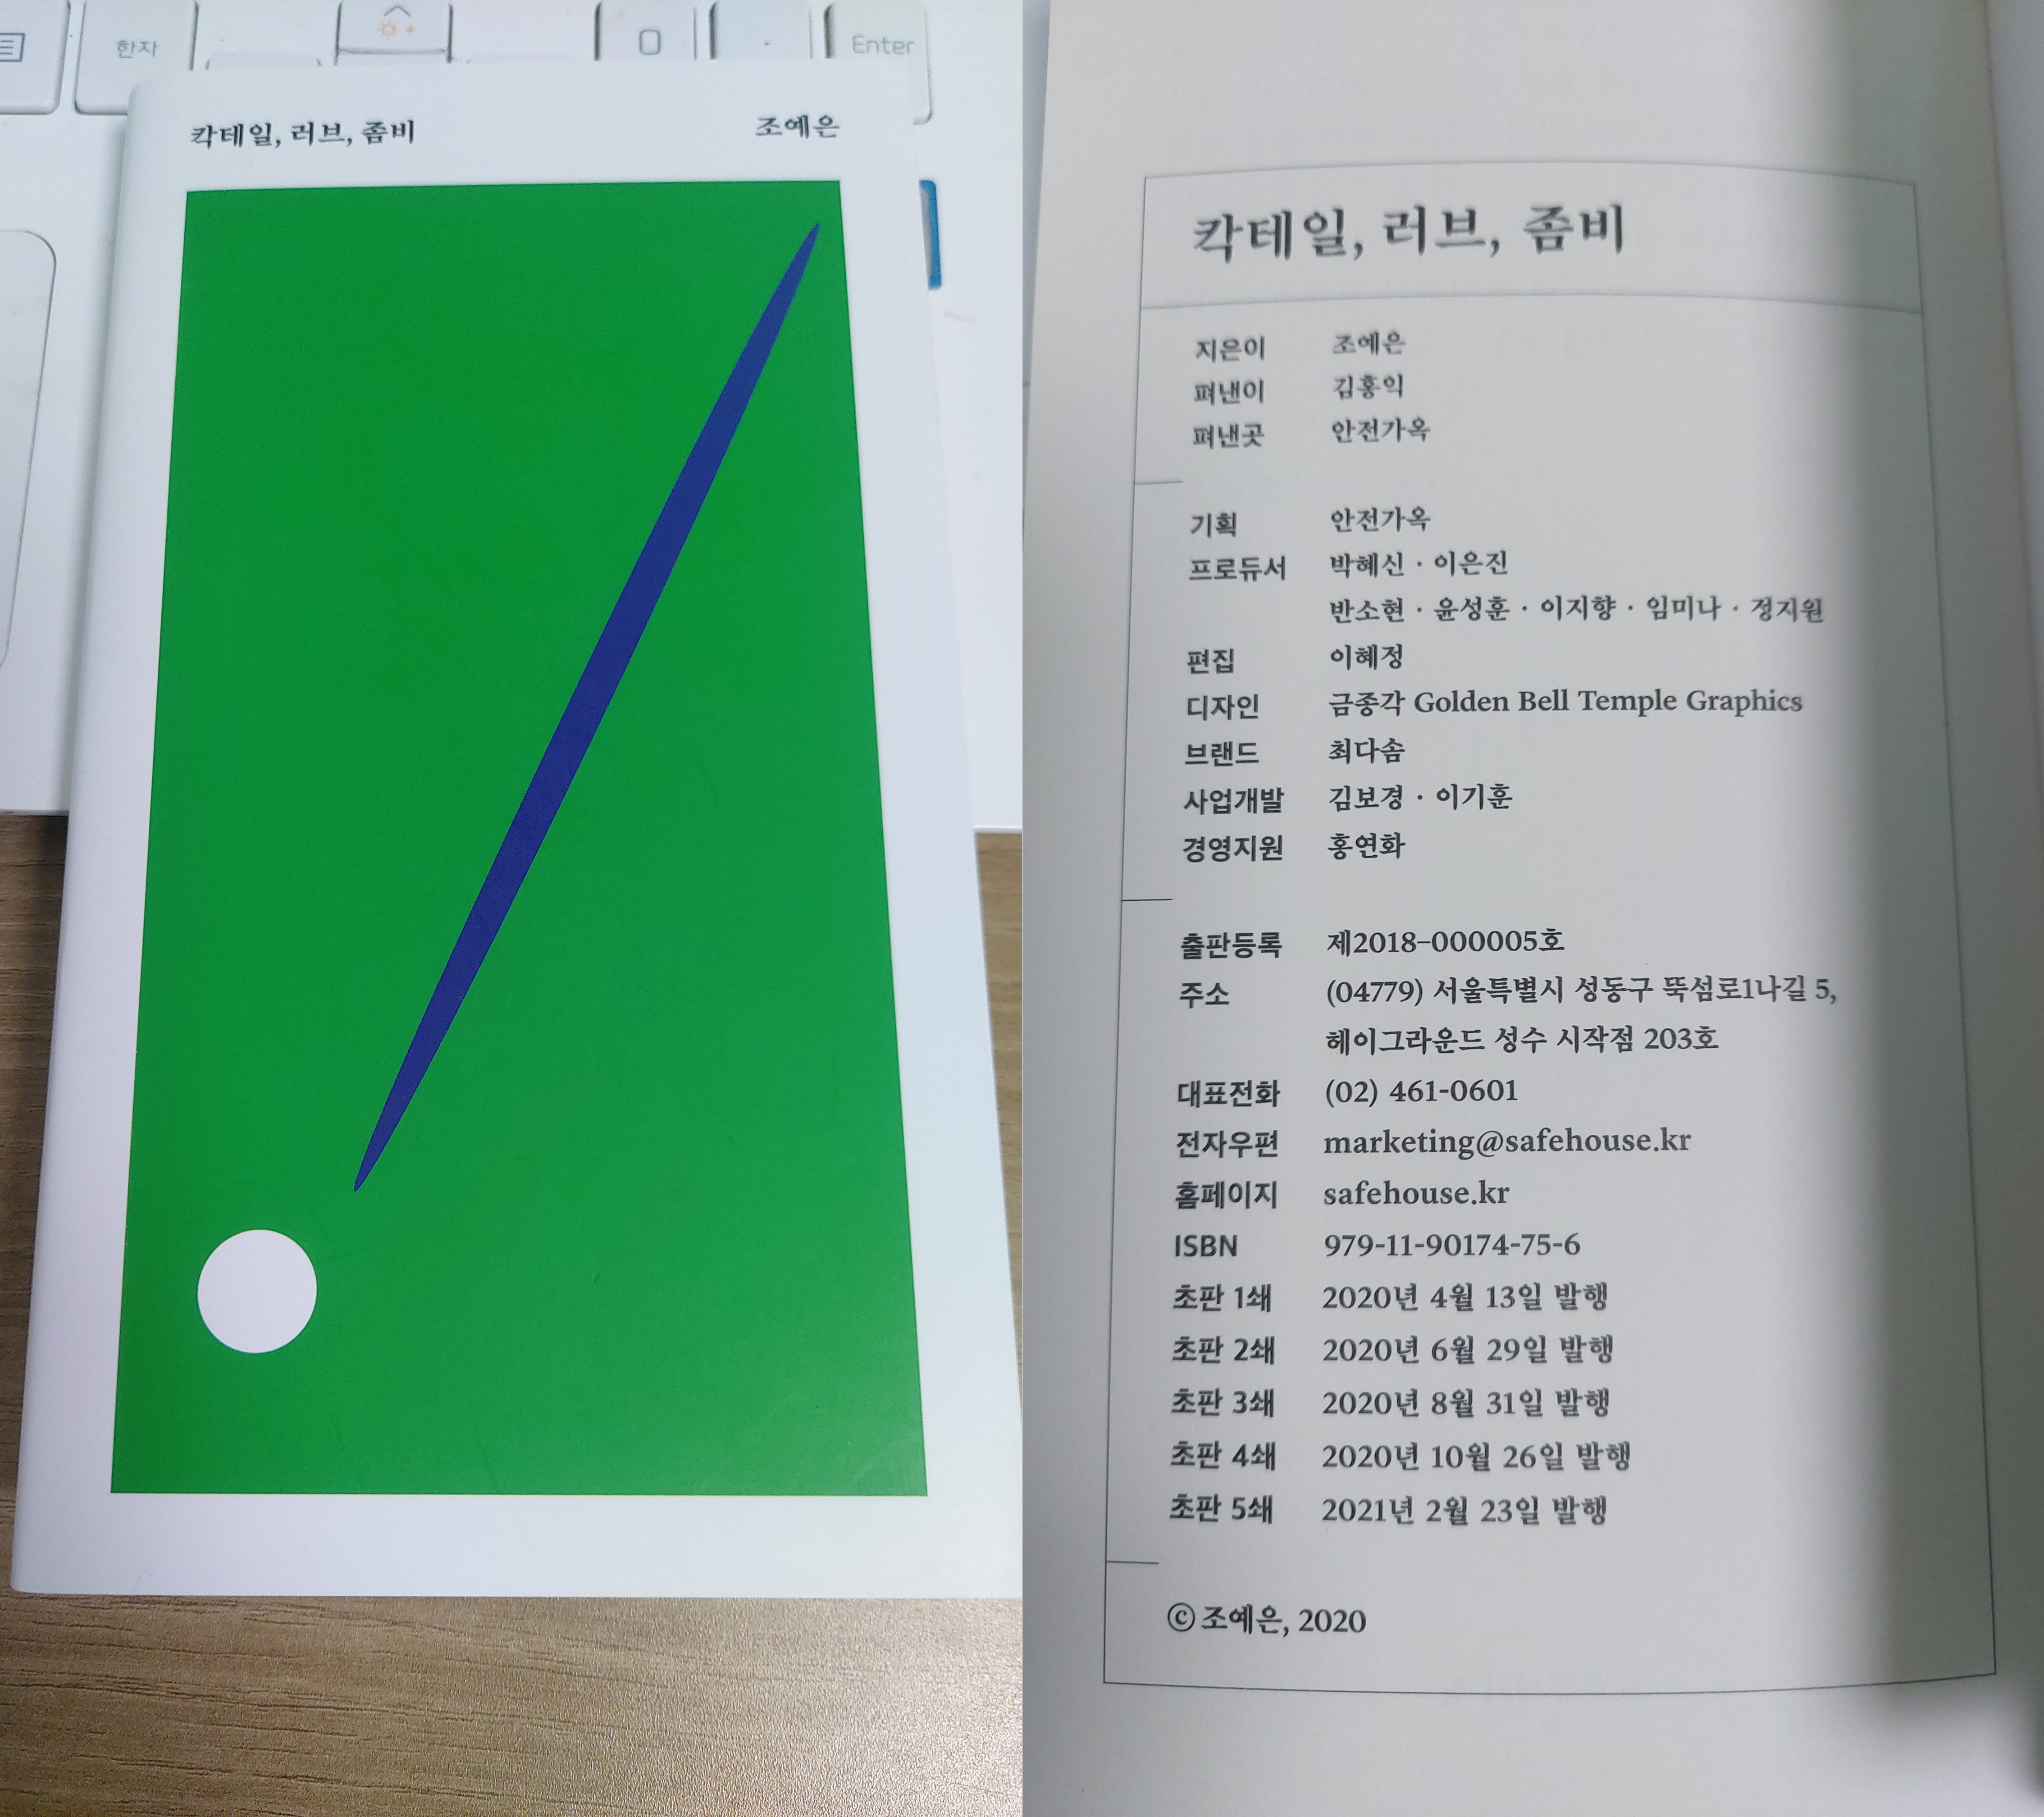 한자
Enter
칵테일, 러브, 좀비
조예은
칵테일, 러브, 좀비
지은이 조예은
펴낸이 김홍익
펴낸곳 안전가옥
기획 안전가옥
프로듀서 박혜신 · 이은진
반소현 · 윤성훈 · 이지향 · 임미나 · 정지원
편집 이혜정
디자인 금종각 Golden Bell Temple Graphics
브랜드 최다솜
사업개발 김보경 · 이기훈
경영지원 홍연화
출판등록 제2018-000005호
주소 (04779) 서울특별시 성동구 뚝섬로1나길 5,
헤이그라운드 성수 시작점 203호
대표전화 (02) 461-0601
전자우편 marketing@safehouse.kr
홈페이지 safehouse.kr
ISBN 979-11-90174-75-6
초판 1쇄 2020년 4월 13일 발행
초판 2쇄 2020년 6월 29일 발행
초판 3쇄 2020년 8월 31일 발행
초판 4쇄 2020년 10월 26일 발행
초판 5쇄 2021년 2월 23일 발행
ⓒ 조예은, 2020